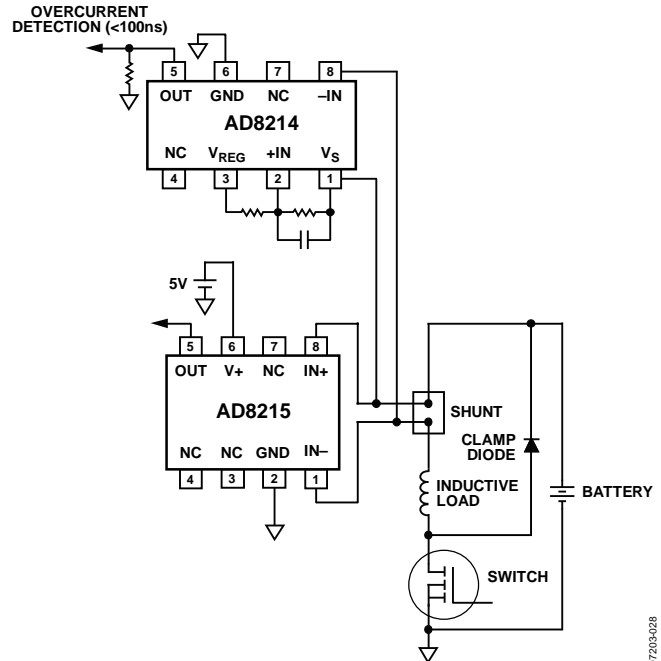 OVERCURRENT
DETECTION (<100ns)
5 6 7 8
OUT GND NC –IN
AD8214
NC VREG +IN VS
4 3 2 1
5V
5 6 7 8
OUT V+ NC IN+
AD8215
NC NC GND IN–
4 3 2 1
SHUNT
CLAMP
DIODE
INDUCTIVE
LOAD
BATTERY
SWITCH
7203-028